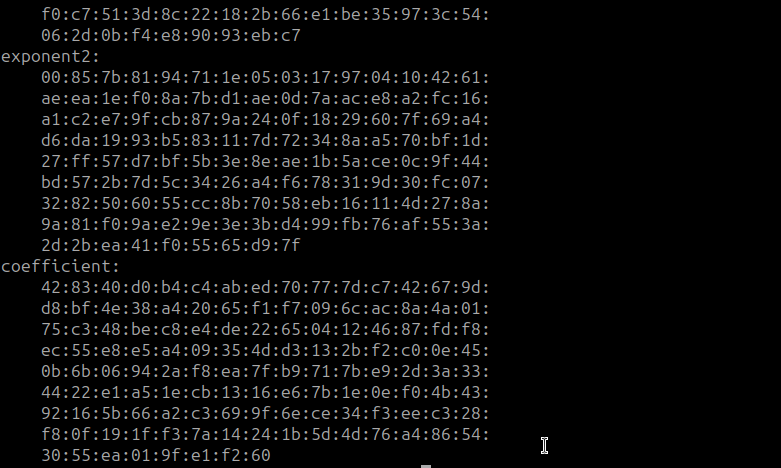 f0:c7:51:3d:8c:22:18:2b:66:e1:be:35:97:3c:54:
06:2d:0b:f4:e8:90:93:eb:c7
exponent2:
00:85:7b:81:94:71:1e:05:03:17:97:04:10:42:61:
ae:ea:1e:f0:8a:7b:d1:ae:0d:7a:ac:e8:a2:fc:16:
a1:c2:e7:9f:cb:87:9a:24:0f:18:29:60:7f:69:a4:
d6:da:19:93:b5:83:11:7d:72:34:8a:a5:70:bf:1d:
27:ff:57:d7:bf:5b:3e:8e:ae:1b:5a:ce:0c:9f:44:
bd:57:2b:7d:5c:34:26:a4:f6:78:31:9d:30:fc:07:
32:82:50:60:55:cc:8b:70:58:eb:16:11:4d:27:8a:
9a:81:f0:9a:e2:9e:3e:3b:d4:99:fb:76:af:55:3a:
2d:2b:ea:41:f0:55:65:d9:7f
coefficient:
42:83:40:d0:b4:c4:ab:ed:70:77:7d:c7:42:67:9d:
d8:bf:4e:38:a4:20:65:f1:f7:09:6c:ac:8a:4a:01:
75:c3:48:be:c8:e4:de:22:65:04:12:46:87:fd:f8:
ec:55:e8:e5:a4:09:35:4d:d3:13:2b:f2:c0:0e:45:
0b:6b:06:94:2a:f8:ea:7f:b9:71:7b:e9:2d:3a:33:
44:22:e1:a5:1e:cb:13:16:e6:7b:1e:0e:f0:4b:43:
92:16:5b:66:a2:c3:69:9f:6e:ce:34:f3:ee:c3:28:
f8:0f:19:1f:f3:7a:14:24:1b:5d:4d:76:a4:86:54:
30:55:ea:01:9f:e1:f2:60